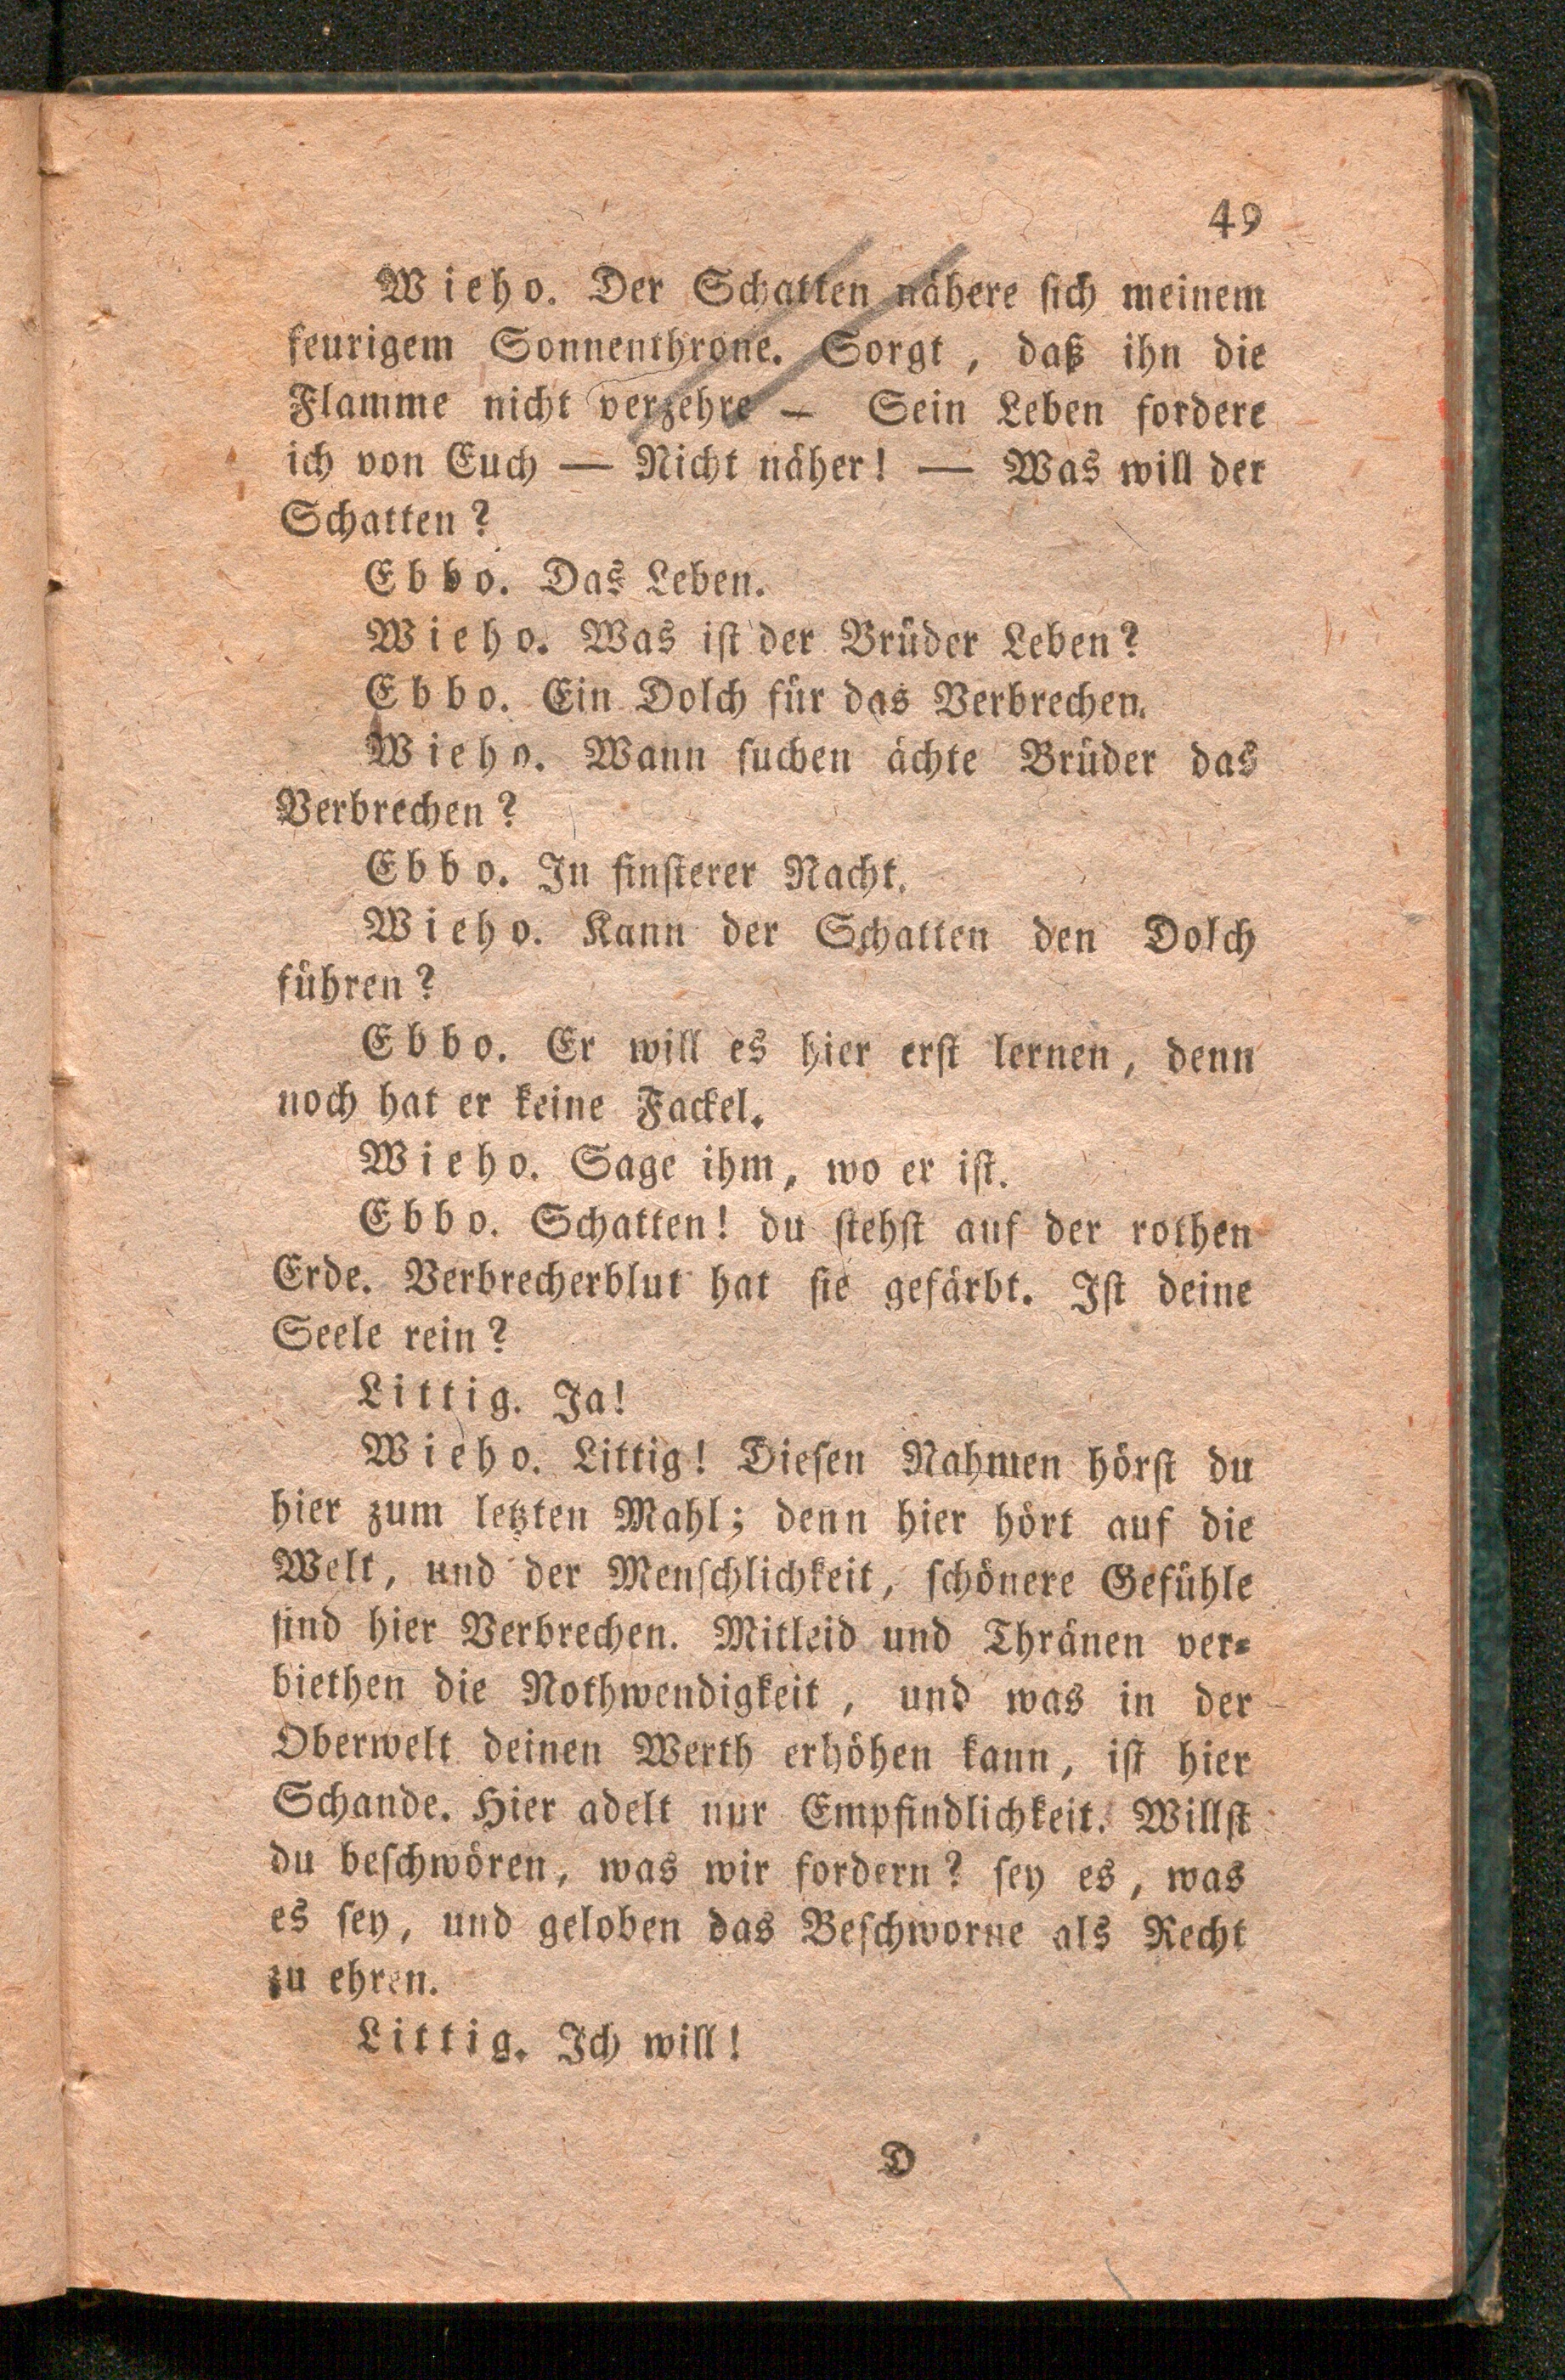 49
Wieho. Der Schatten nähere sich meinem
feurigem Sonnenthrone. Sorgt, daß ihn die
Flamme nicht verzehre — Sein Leben fordere
ich von Euch — Nicht näher! — Was will der
Schatten?
Ebbo. Das Leben.
Wieho. Was ist der Brüder Leben?
Ebbo. Ein Dolch für das Verbrechen.
Wieho. Wann suchen ächte Brüder das
Verbrechen?
Ebbo. In finsterer Nacht.
Wieho. Kann der Schatten den Dolch
führen?
Ebbo. Er will es hier erst lernen, denn
noch hat er keine Fackel.
Wieho. Sage ihm, wo er ist.
Ebbo. Schatten! du stehst auf der rothen
Erde. Verbrecherblut hat sie gefärbt. Ist deine
Seele rein?
Littig. Ja!
Wieho. Littig! Diesen Nahmen hörst du
hier zum letzten Mahl; denn hier hört auf die
Welt, und der Menschlichkeit, schönere Gefühle
sind hier Verbrechen. Mitleid und Thränen ver-
biethen die Nothwendigkeit, und was in der
Oberwelt deinen Werth erhöhen kann, ist hier
Schande. Hier adelt nur Empfindlichkeit. Willst
du beschwören, was wir fordern? sey es, was
es sey, und geloben das Beschworne als Recht
zu ehren.
Littig. Ich will!
D